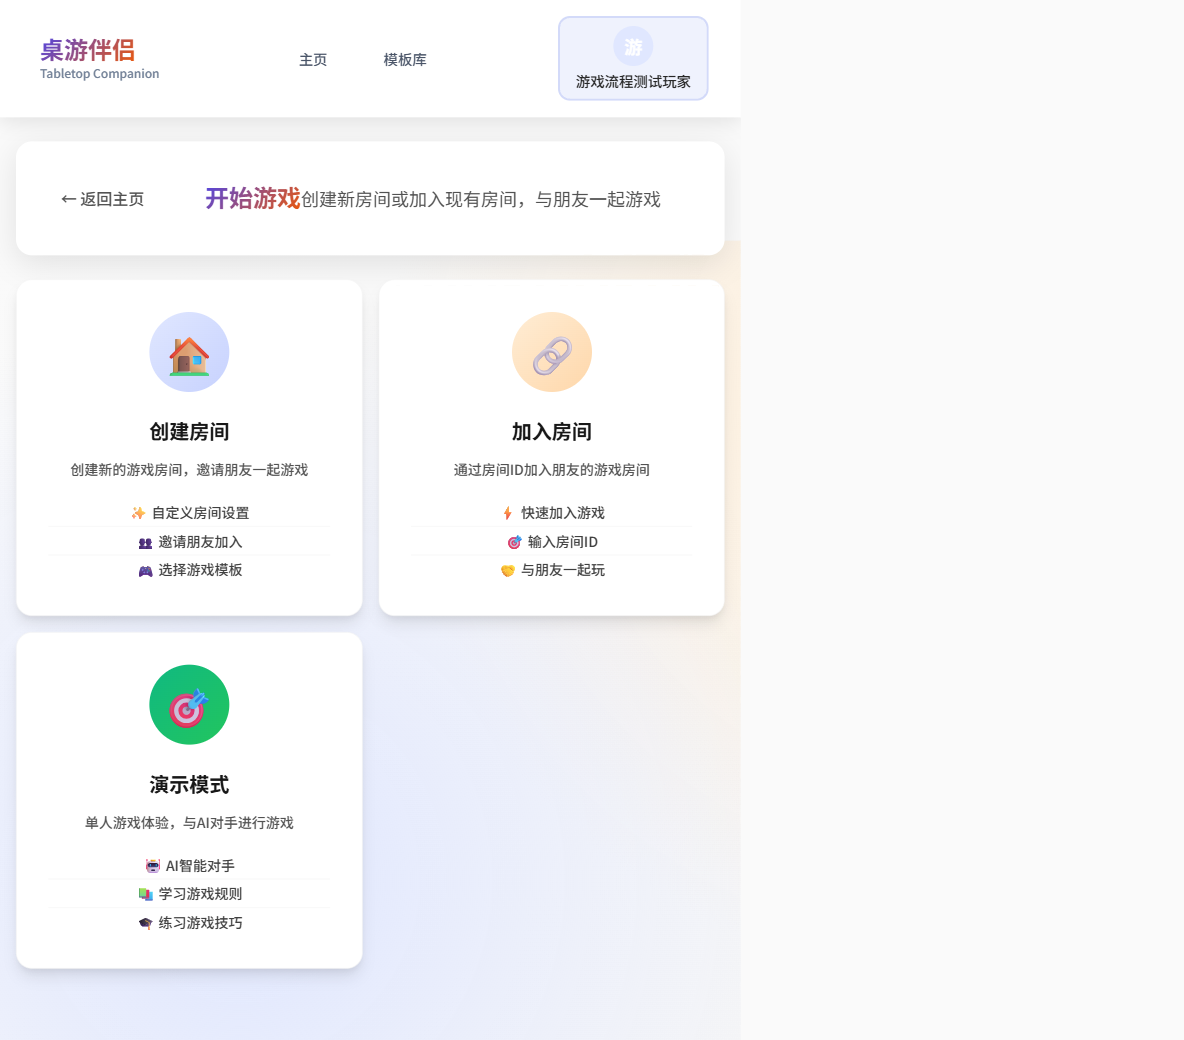 桌游伴侣
Tabletop Companion
主页
模板库
游
游戏流程测试玩家
← 返回主页
开始游戏创建新房间或加入现有房间，与朋友一起游戏
创建房间
创建新的游戏房间，邀请朋友一起游戏
✨ 自定义房间设置
👥 邀请朋友加入
🎮 选择游戏模板
加入房间
通过房间ID加入朋友的游戏房间
⚡ 快速加入游戏
🎯 输入房间ID
🤝 与朋友一起玩
演示模式
单人游戏体验，与AI对手进行游戏
🤖 AI智能对手
📚 学习游戏规则
🎓 练习游戏技巧